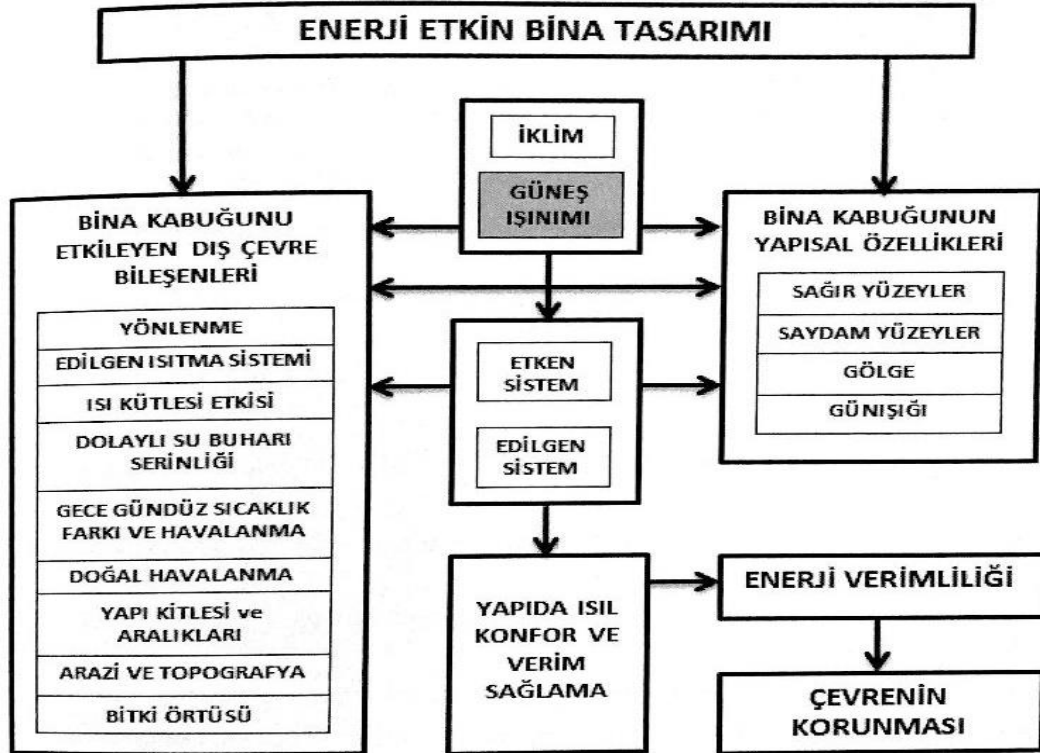 ENERJİ ETKİN BİNA TASARIMI
İKLİM
GÜNEŞ
IŞINIMI
BİNA KABUĞUNU
ETKİLEYEN DIŞ ÇEVRE
BİLEŞENLERİ
YÖNLENME
EDİLGEN ISITMA SİSTEMİ
ISI KÜTLESİ ETKİSİ
DOLAYLI SU BUHARI
SERİNLİĞİ
GECE GÜNDÜZ SICAKLIK
FARKI VE HAVALANMA
DOĞAL HAVALANMA
YAPI KİTLESİ ve
ARALIKLARI
ARAZİ VE TOPOGRAFYA
BİTKİ ÖRTÜSÜ
ETKEN
SİSTEM
EDİLGEN
SİSTEM
YAPIDA ISIL
KONFOR VE
VERİM
SAĞLAMA
BİNA KABUĞUNUN
YAPISAL ÖZELLİKLERİ
SAĞIR YÜZEYLER
SAYDAM YÜZEYLER
GÖLGE
GÜNIŞIĞI
ENERJİ VERİMLİLİĞİ
ÇEVRENİN
KORUNMASI